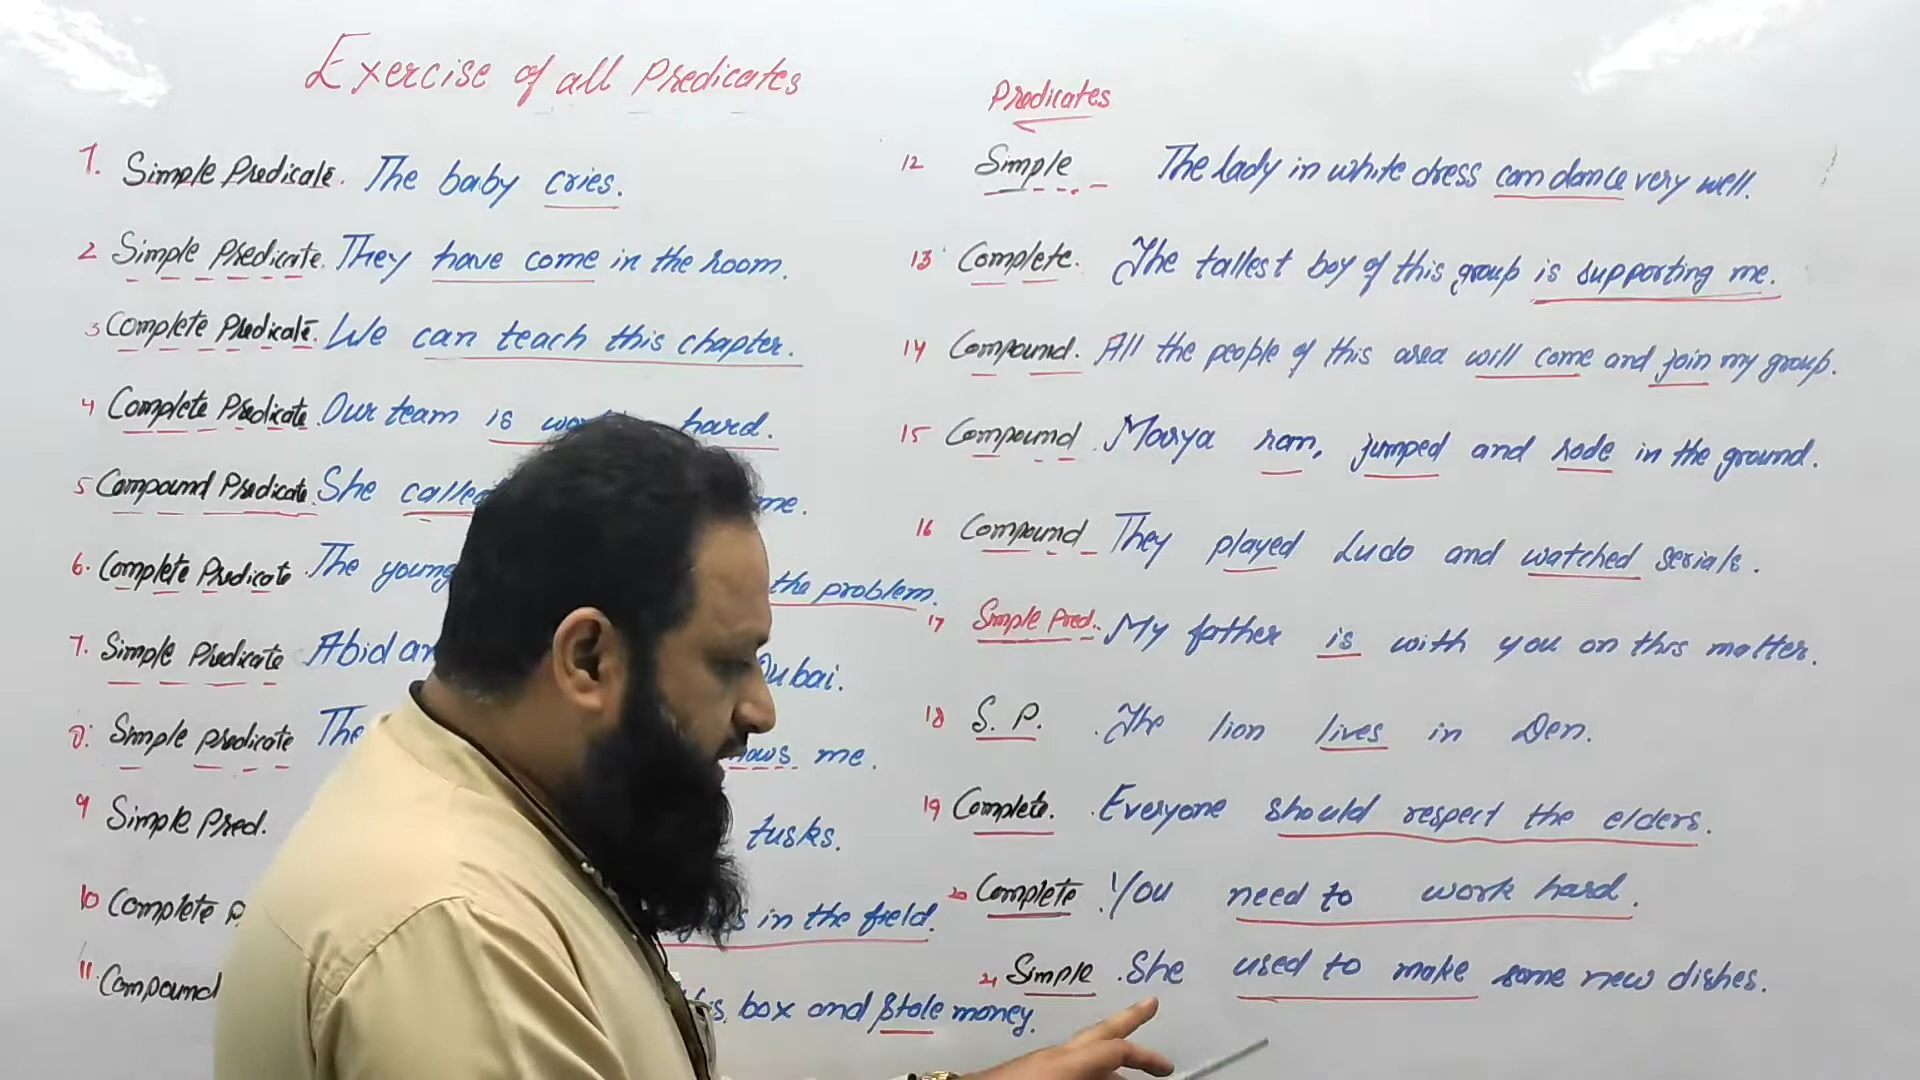 Exercise of all Predicates
1. Simple Predicate. The baby cries.
2 Simple Predicate. They have come in the room.
3 Complete Predicate. We can teach this chapter.
4 Complete Predicate. Our team is hard.
5 Compound Predicate. She me.
6. Complete Predicate. The the problem.
7. Simple Predicate Abid Dubai.
8. Simple Predicate me.
9 Simple Pred. tusks.
10 Complete in the field.
11. Compound box and stole money.
Predicates
12 Simple The lady in white dress can dance very well.
13 Complete. The tallest boy of this group is supporting me.
14 Compound. All the people of this area will come and join my group.
15 Compound. Marya ran, jumped and rode in the ground.
16 Compound They played Ludo and watched serials.
17 Simple Pred. My father is with you on this matter.
18 S. P. The lion lives in Den.
19 Complete. Everyone should respect the elders.
20 Complete. You need to work hard.
21 Simple. She used to make some new dishes.